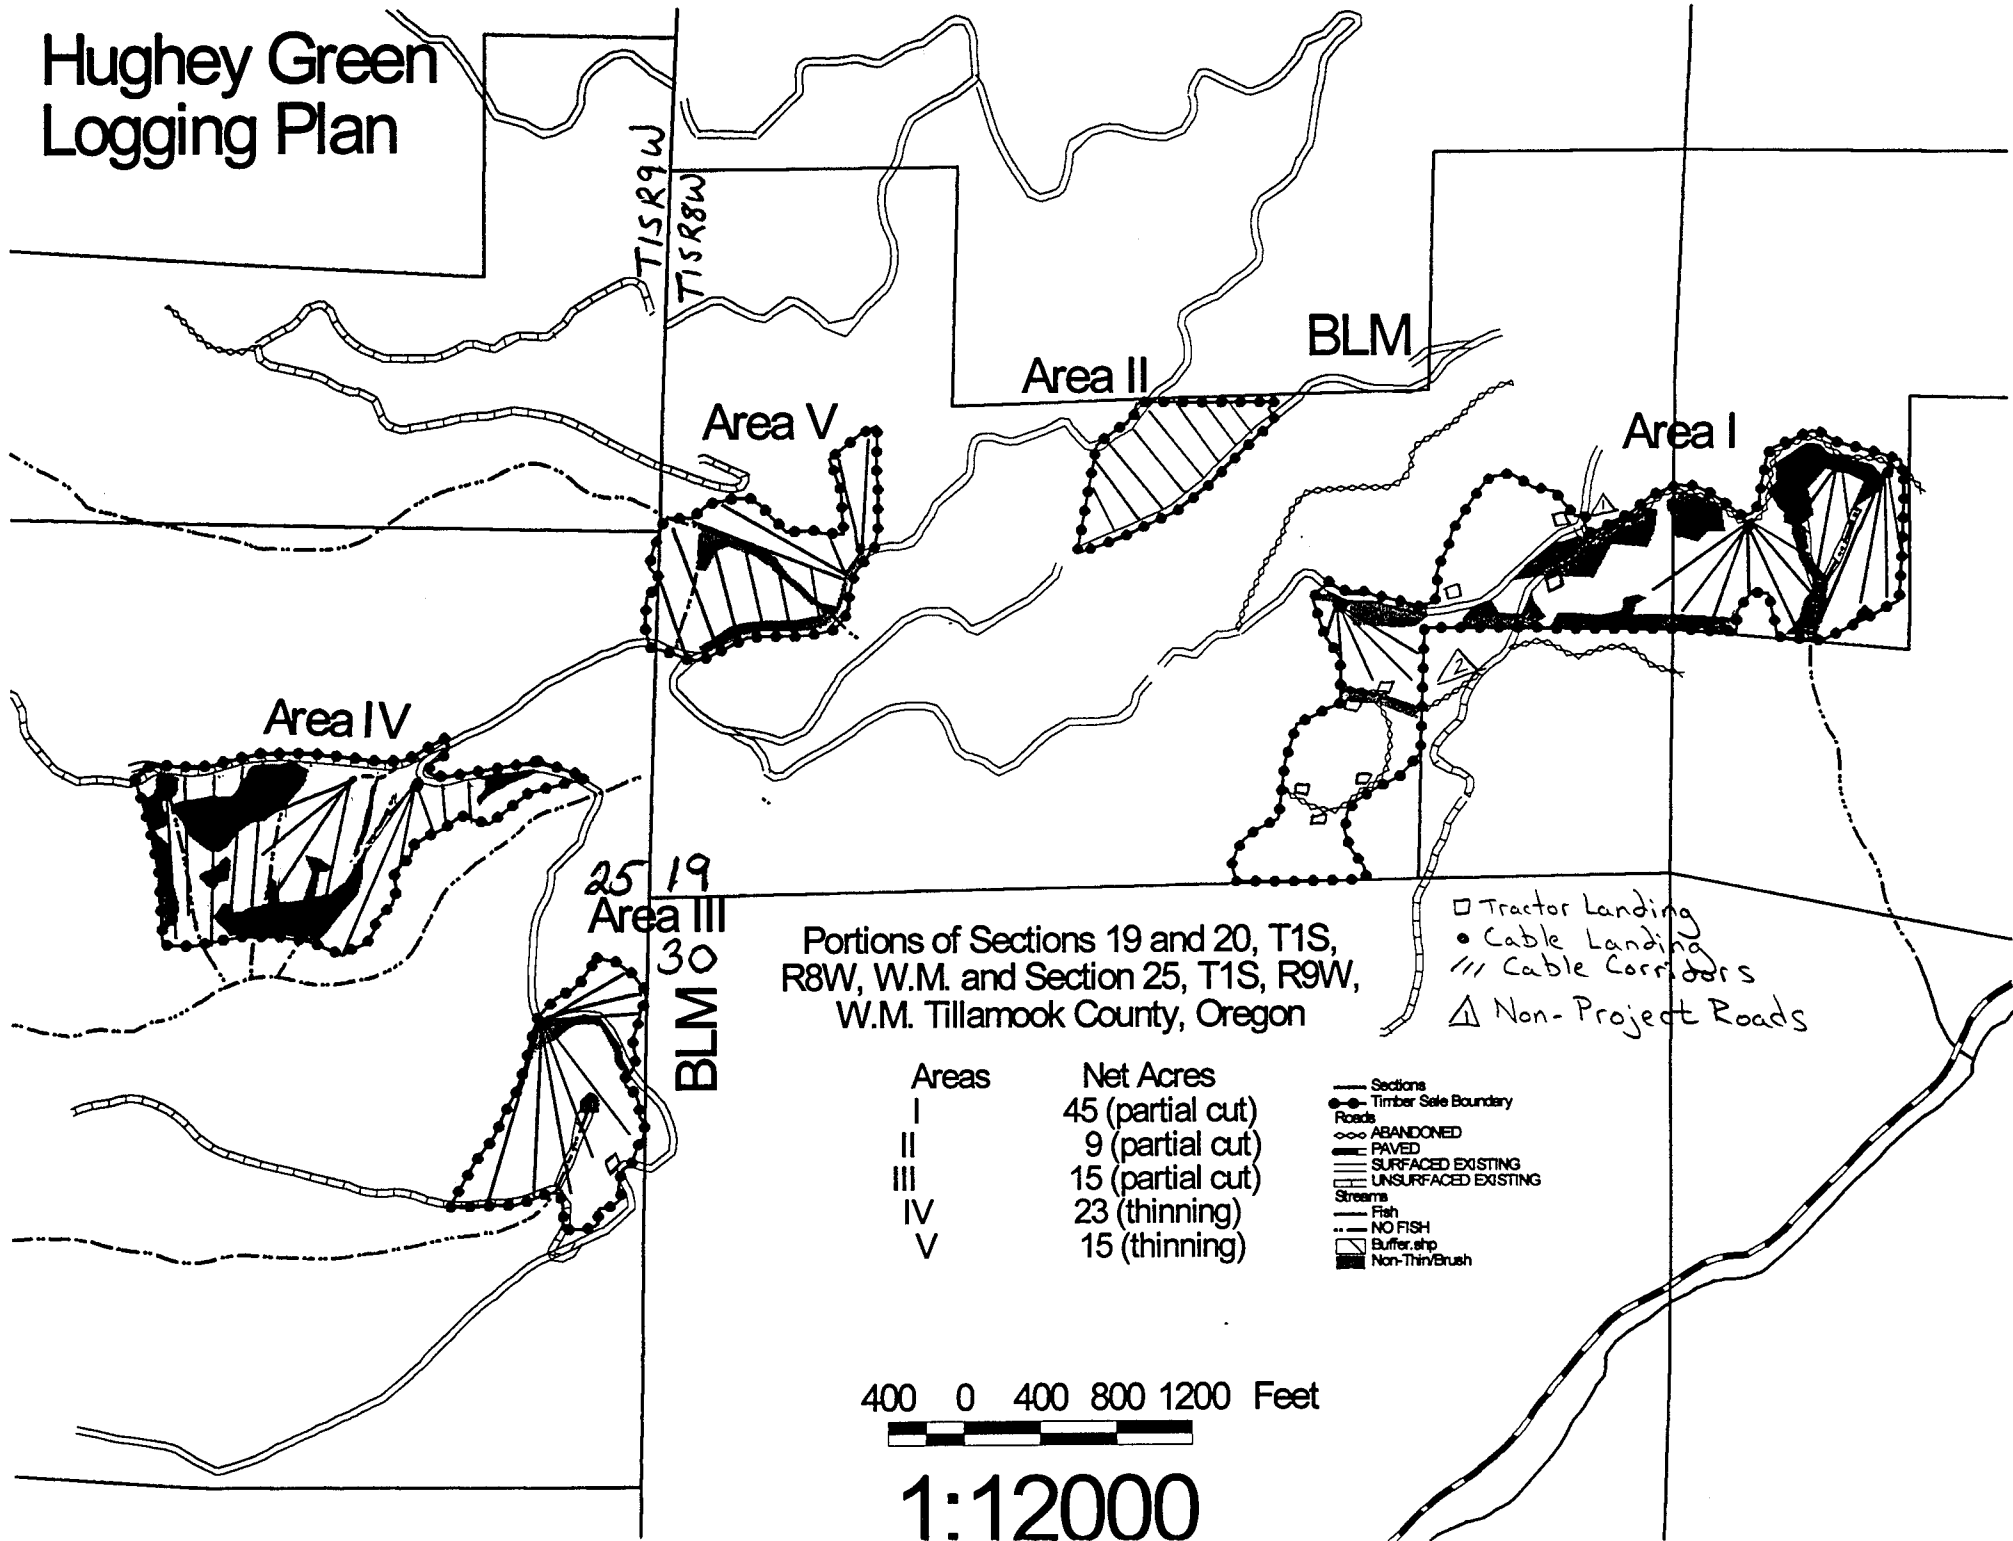 Hughey Green
Logging Plan
T1SR9W
T1SR8W
BLM
Area II
Area V
Area I
1
2
Area IV
25 19
Area III
30
BLM
Portions of Sections 19 and 20, T1S,
R8W, W.M. and Section 25, T1S, R9W,
W.M. Tillamook County, Oregon
Tractor Landing
Cable Landing
Cable Corridors
1 Non-Project Roads
Areas Net Acres
I 45 (partial cut)
II 9 (partial cut)
III 15 (partial cut)
IV 23 (thinning)
V 15 (thinning)
Sections
Timber Sale Boundary
Roads
ABANDONED
PAVED
SURFACED EXISTING
UNSURFACED EXISTING
Streams
Fish
NO FISH
Buffer.shp
Non-Thin/Brush
400 0 400 800 1200 Feet
1:12000